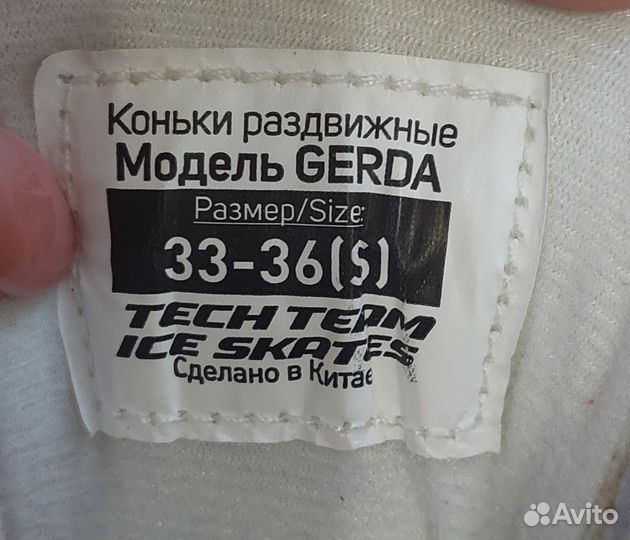 Коньки раздвижные
Модель GERDA
Размер/Size:
33-36(S)
TECH TEAM
ICE SKATES
Сделано в Китае
Avito